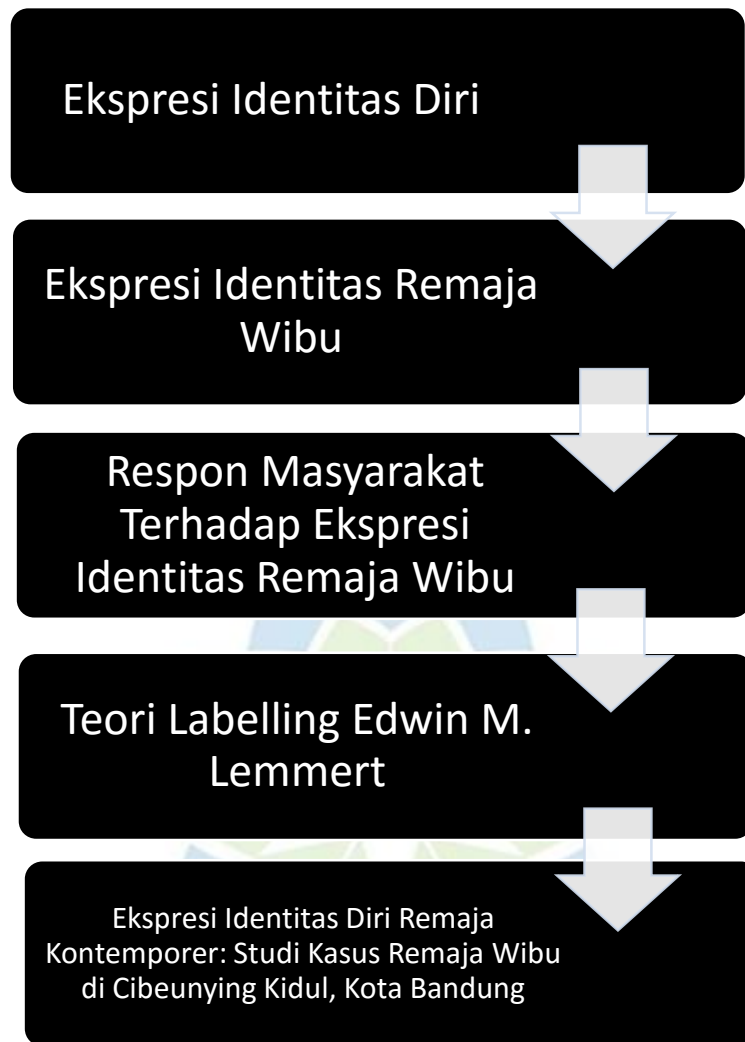 Ekspresi Identitas Diri
Ekspresi Identitas Remaja
Wibu
Respon Masyarakat
Terhadap Ekspresi
Identitas Remaja Wibu
Teori Labelling Edwin M.
Lemmert
Ekspresi Identitas Diri Remaja
Kontemporer: Studi Kasus Remaja Wibu
di Cibeunying Kidul, Kota Bandung